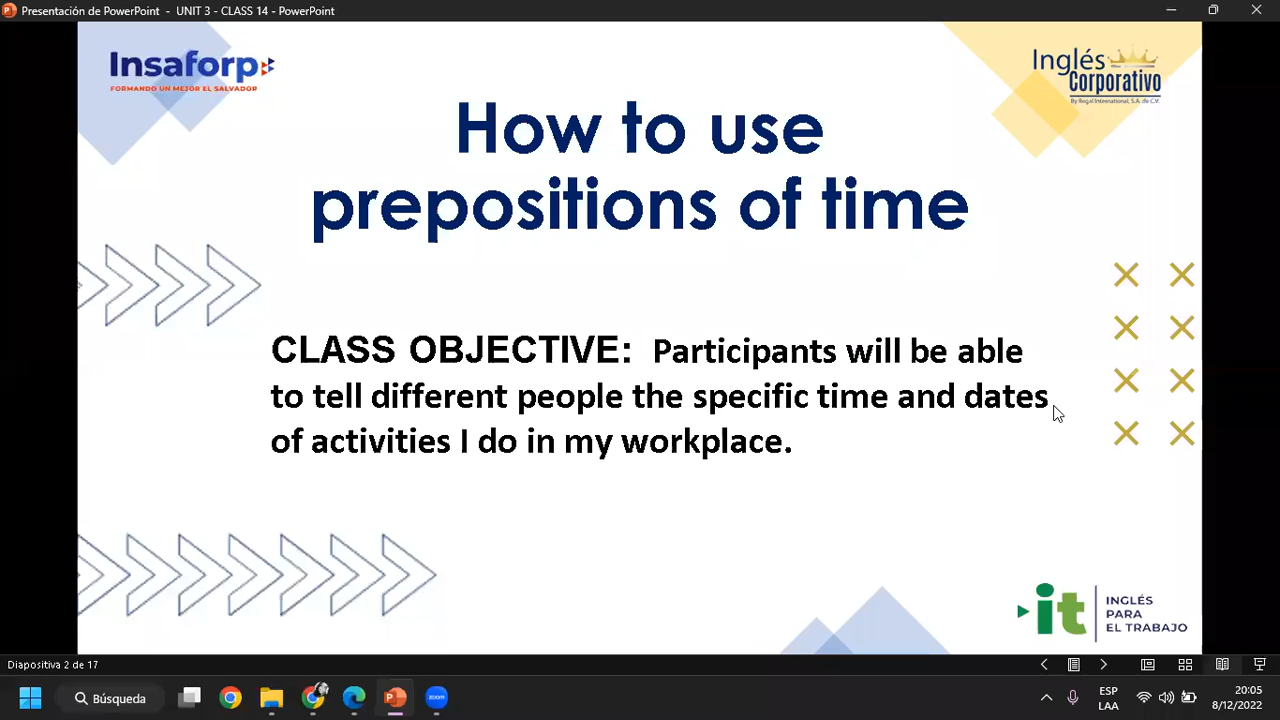 Presentación de PowerPoint - UNIT 3 - CLASS 14 - PowerPoint
Insaforp
FORMANDO UN MEJOR EL SALVADOR
Inglés
Corporativo
By Regal International, S.A. de C.V.
How to use
prepositions of time
CLASS OBJECTIVE: Participants will be able
to tell different people the specific time and dates
of activities I do in my workplace.
it
INGLÉS
PARA
EL TRABAJO
Diapositiva 2 de 17
Búsqueda
zoom
ESP
LAA
20:05
8/12/2022